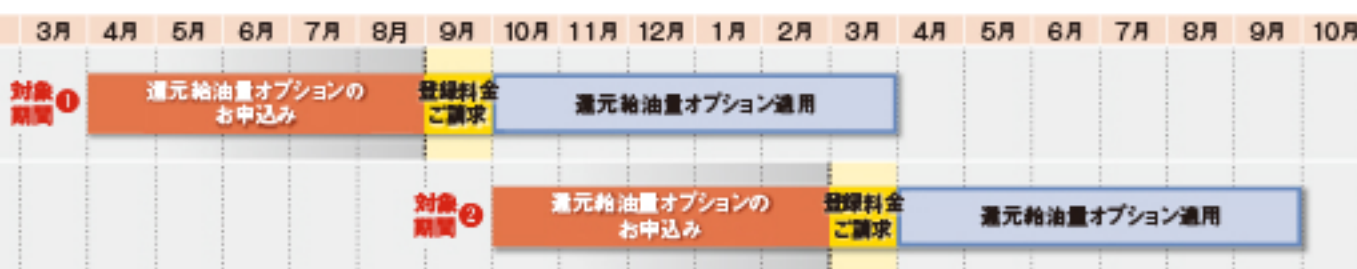 3月 4月 5月 6月 7月 8月 9月 10月 11月 12月 1月 2月 3月 4月 5月 6月 7月 8月 9月 10月
対象
期間
❶
還元給油量オプションの
お申込み
登録料金
ご請求
還元給油量オプション適用
対象
期間
❷
還元給油量オプションの
お申込み
登録料金
ご請求
還元給油量オプション適用